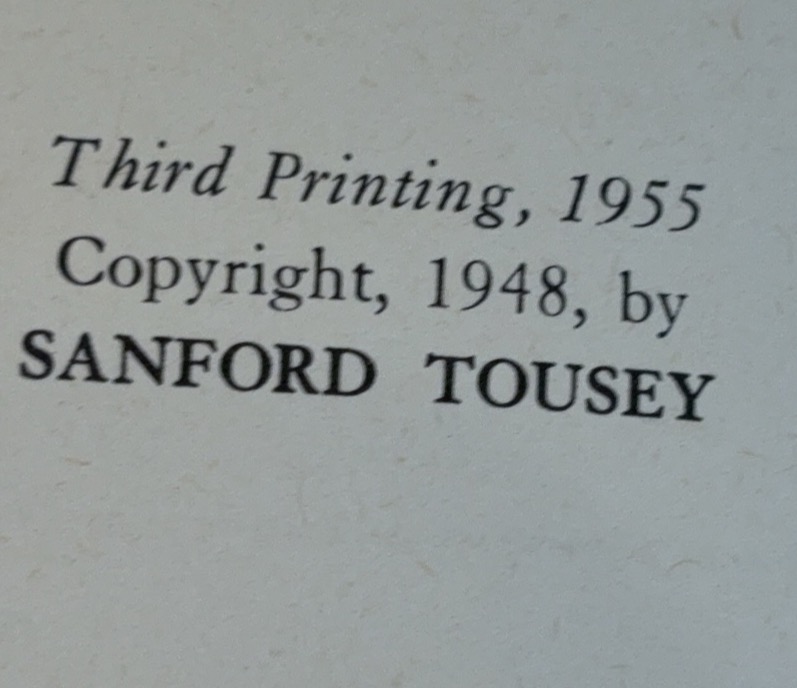 Third Printing, 1955
Copyright, 1948, by
SANFORD TOUSEY